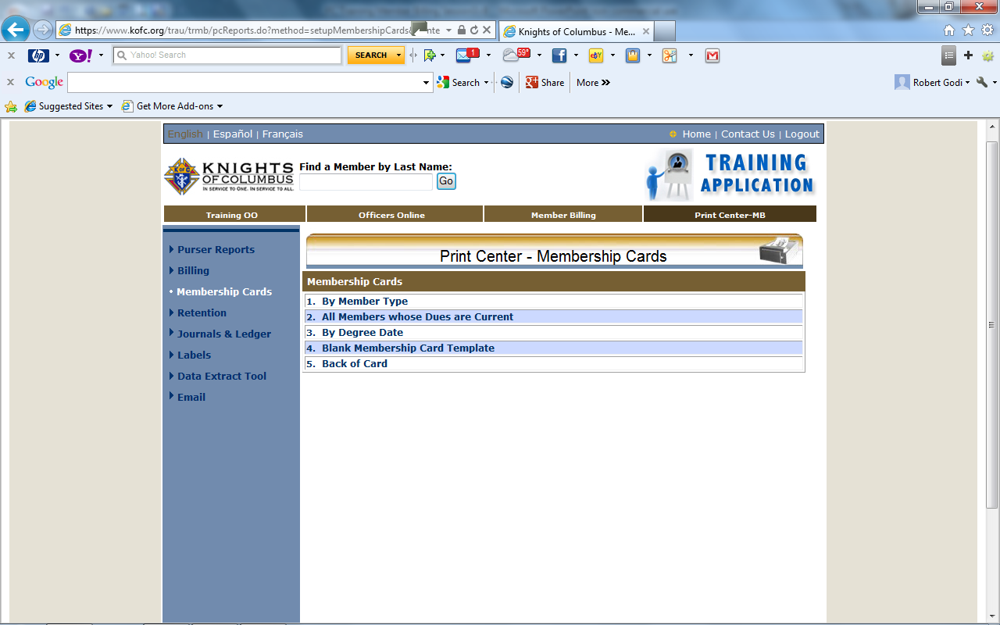 https://www.kofc.org/trau/trmb/pcReports.do?method=setupMembershipCards
Knights of Columbus - Me...
Yahoo! Search
SEARCH
1
59°
hp
Y!
Google
Search
Share
More »
Robert Godi
Suggested Sites
Get More Add-ons
English | Español | Français
Home | Contact Us | Logout
KNIGHTS
OF COLUMBUS
IN SERVICE TO ONE. IN SERVICE TO ALL.
Find a Member by Last Name:
Go
TRAINING
APPLICATION
Training OO
Officers Online
Member Billing
Print Center-MB
Purser Reports
Billing
Membership Cards
Retention
Journals & Ledger
Labels
Data Extract Tool
Email
Print Center - Membership Cards
Membership Cards
1. By Member Type
2. All Members whose Dues are Current
3. By Degree Date
4. Blank Membership Card Template
5. Back of Card